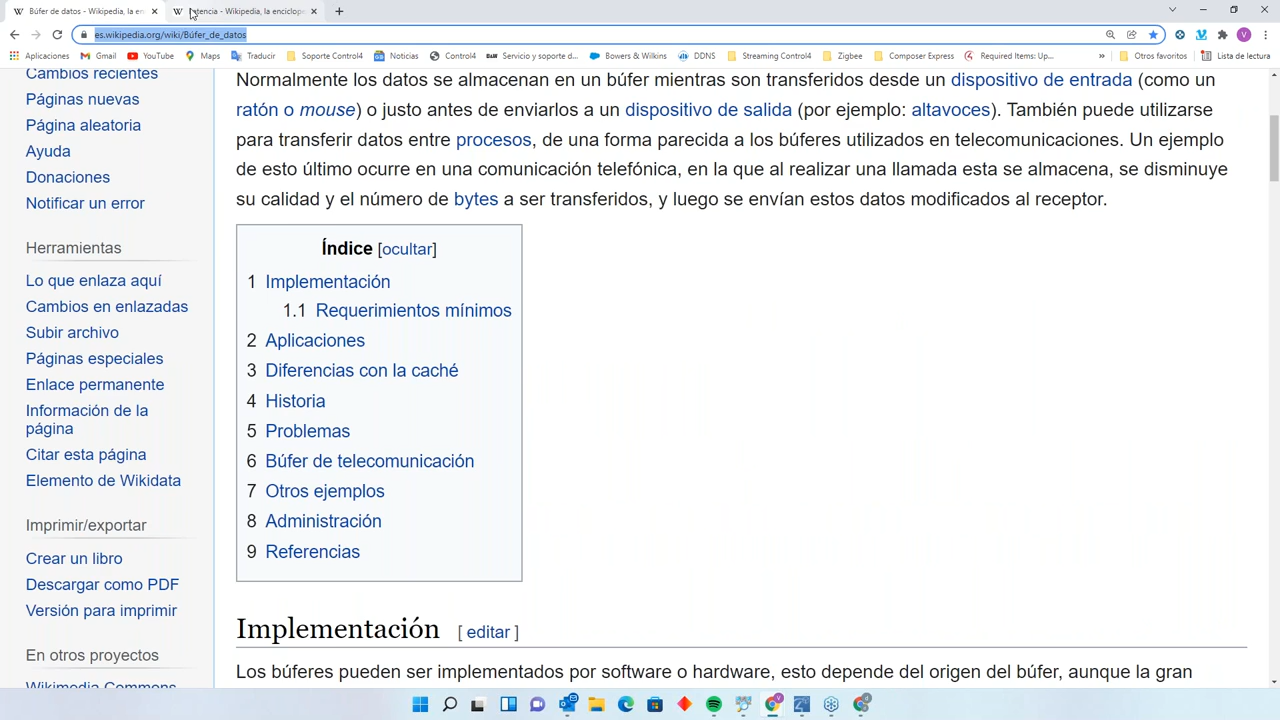 Búfer de datos - Wikipedia, la en
Wikipedia, la enciclope
es.wikipedia.org/wiki/Búfer_de_datos
Aplicaciones Gmail YouTube Maps Traducir Soporte Control4 Noticias Control4 Servicio y soporte d... Bowers & Wilkins DDNS Streaming Control4 Zigbee Composer Express Required Items: Up... » Otros favoritos Lista de lectura
Cambios recientes
Páginas nuevas
Página aleatoria
Ayuda
Donaciones
Notificar un error
Herramientas
Lo que enlaza aquí
Cambios en enlazadas
Subir archivo
Páginas especiales
Enlace permanente
Información de la
página
Citar esta página
Elemento de Wikidata
Imprimir/exportar
Crear un libro
Descargar como PDF
Versión para imprimir
En otros proyectos
Wikimedia Commons
Normalmente los datos se almacenan en un búfer mientras son transferidos desde un dispositivo de entrada (como un
ratón o mouse) o justo antes de enviarlos a un dispositivo de salida (por ejemplo: altavoces). También puede utilizarse
para transferir datos entre procesos, de una forma parecida a los búferes utilizados en telecomunicaciones. Un ejemplo
de esto último ocurre en una comunicación telefónica, en la que al realizar una llamada esta se almacena, se disminuye
su calidad y el número de bytes a ser transferidos, y luego se envían estos datos modificados al receptor.
Índice [ocultar]
1 Implementación
1.1 Requerimientos mínimos
2 Aplicaciones
3 Diferencias con la caché
4 Historia
5 Problemas
6 Búfer de telecomunicación
7 Otros ejemplos
8 Administración
9 Referencias
Implementación [ editar ]
Los búferes pueden ser implementados por software o hardware, esto depende del origen del búfer, aunque la gran